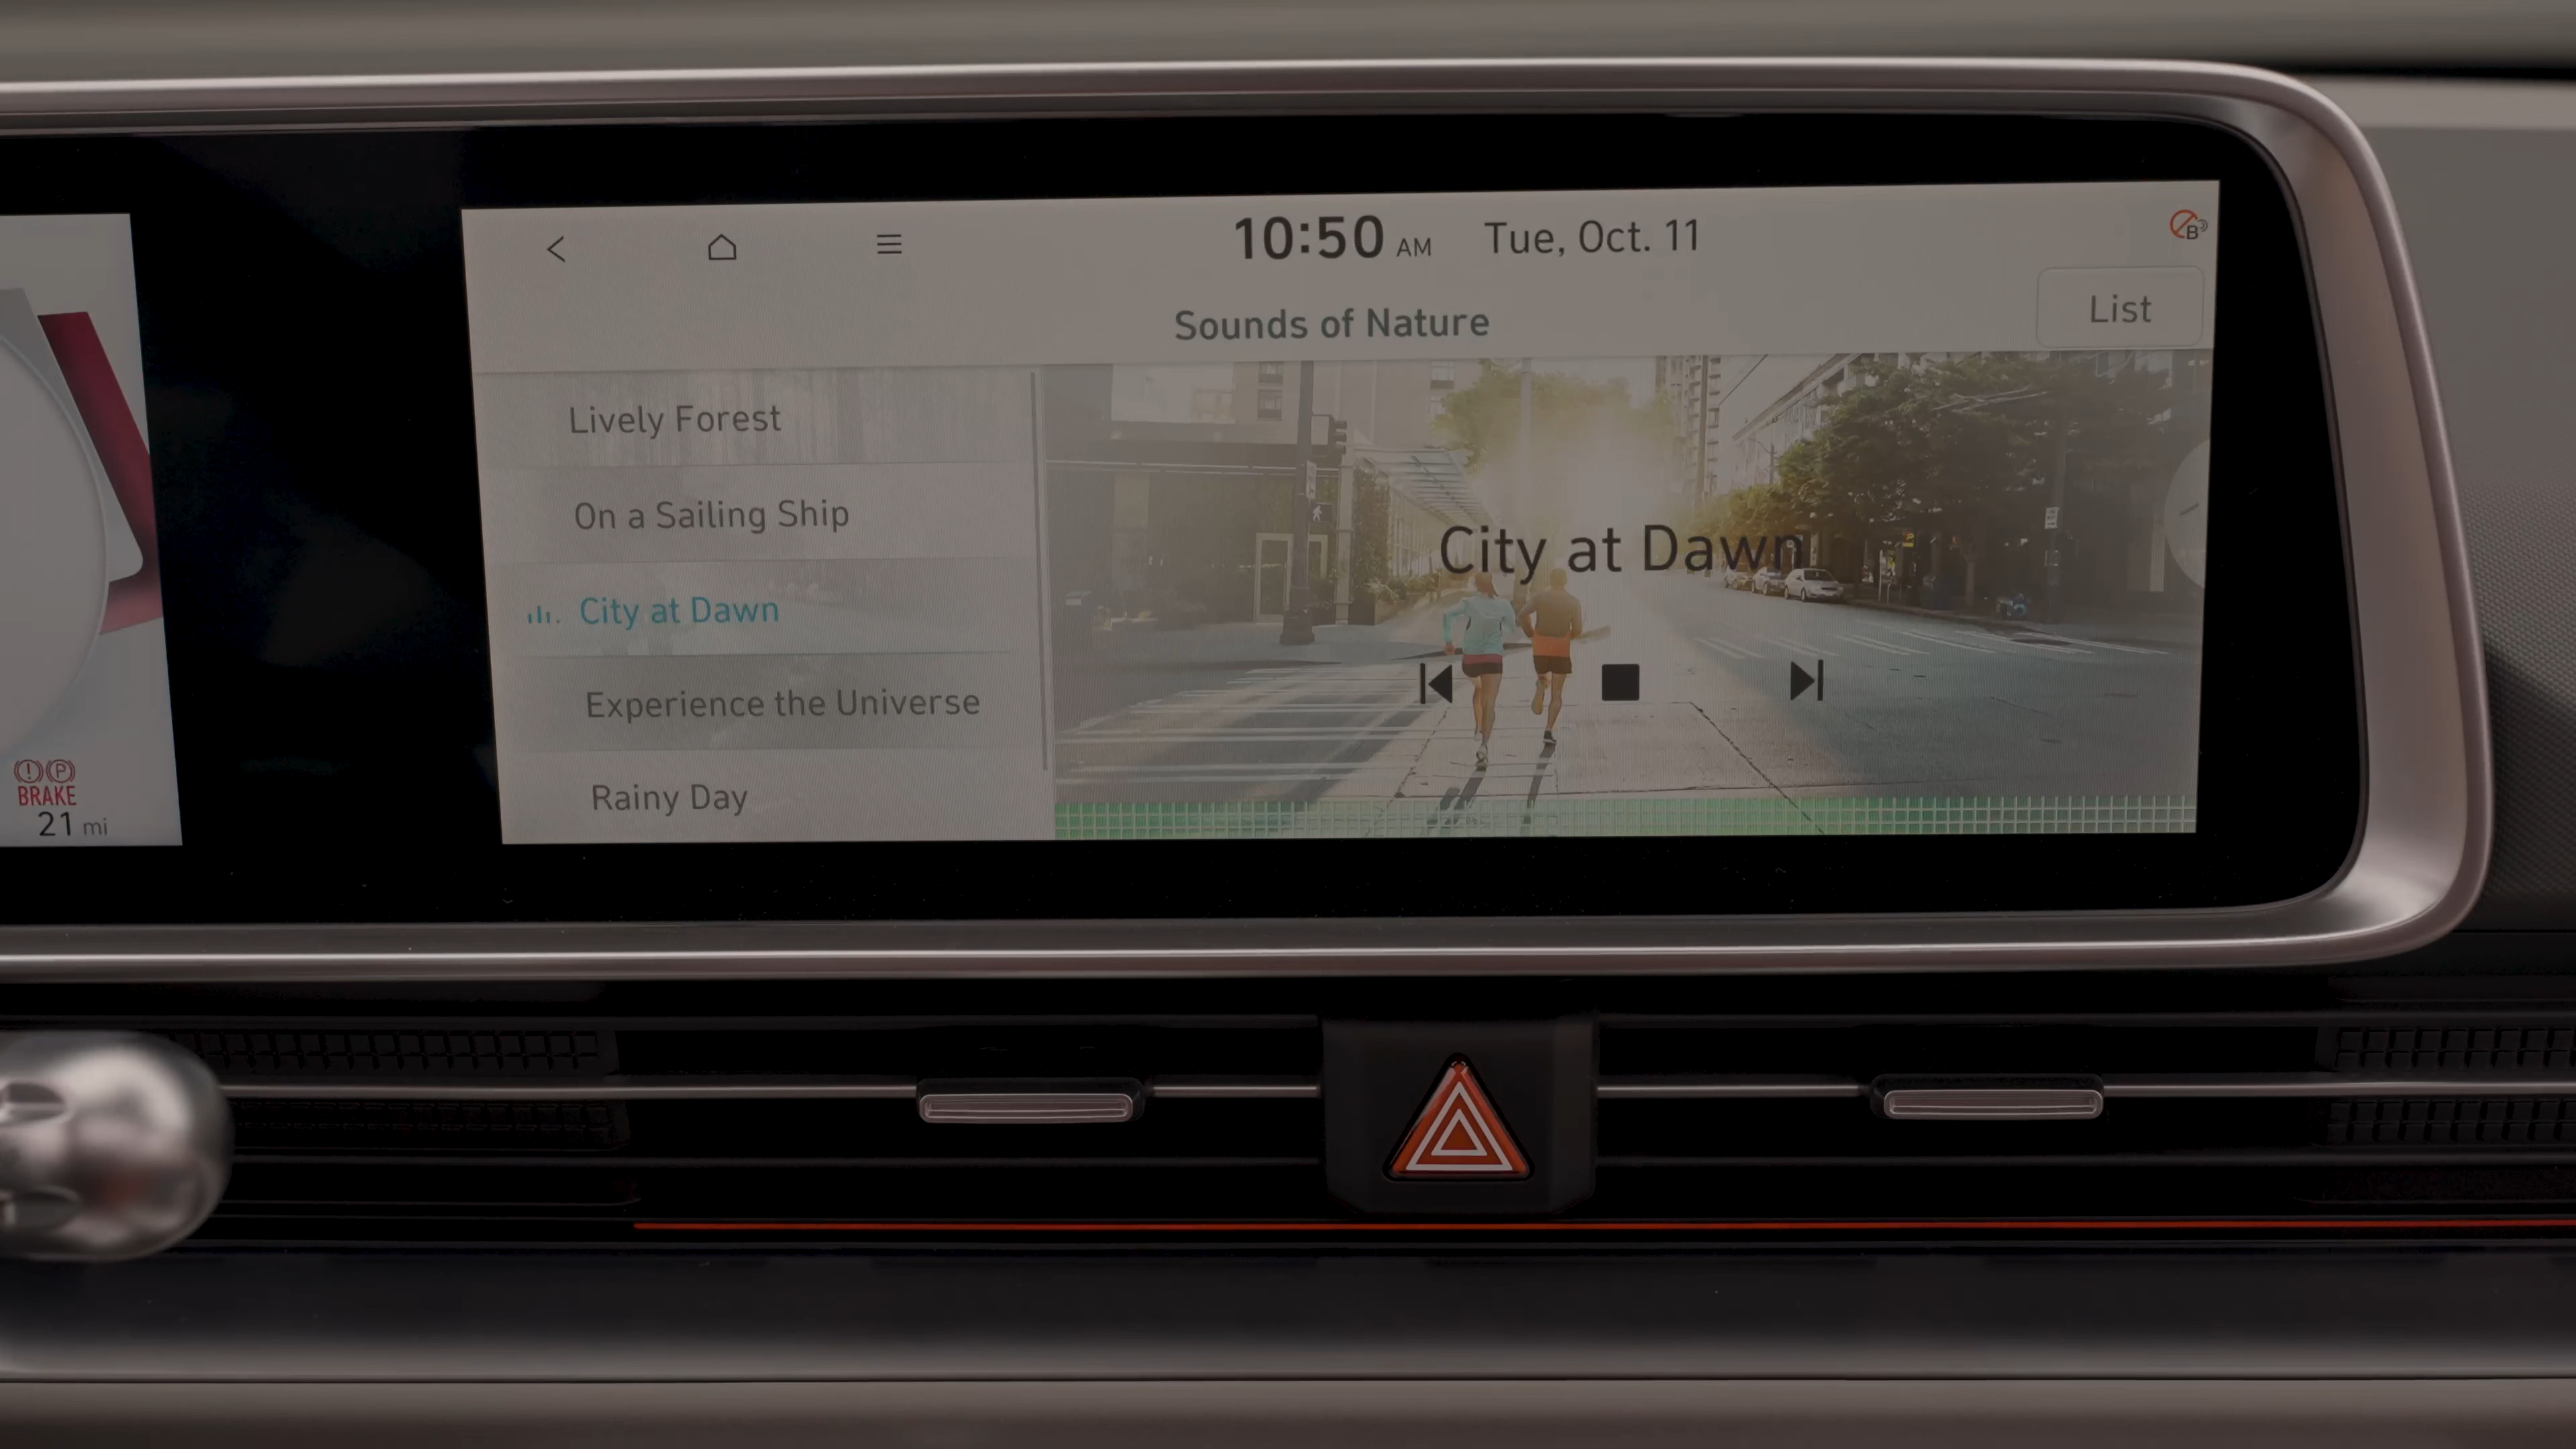 10:50 AM Tue, Oct. 11
B
Sounds of Nature
List
Lively Forest
On a Sailing Ship
City at Dawn
Experience the Universe
Rainy Day
City at Dawn
P
BRAKE
21 mi